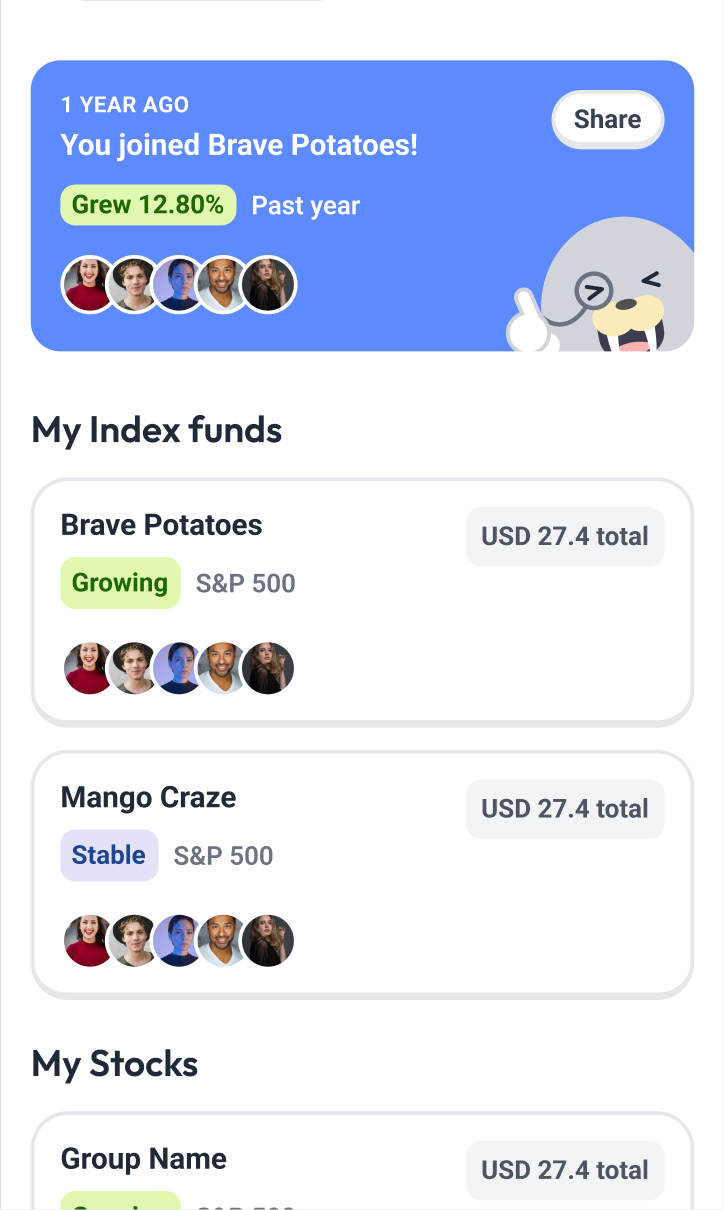 1 YEAR AGO
Share
You joined Brave Potatoes!
Grew 12.80% Past year
My Index funds
Brave Potatoes
USD 27.4 total
Growing S&P 500
Mango Craze
USD 27.4 total
Stable S&P 500
My Stocks
Group Name
USD 27.4 total